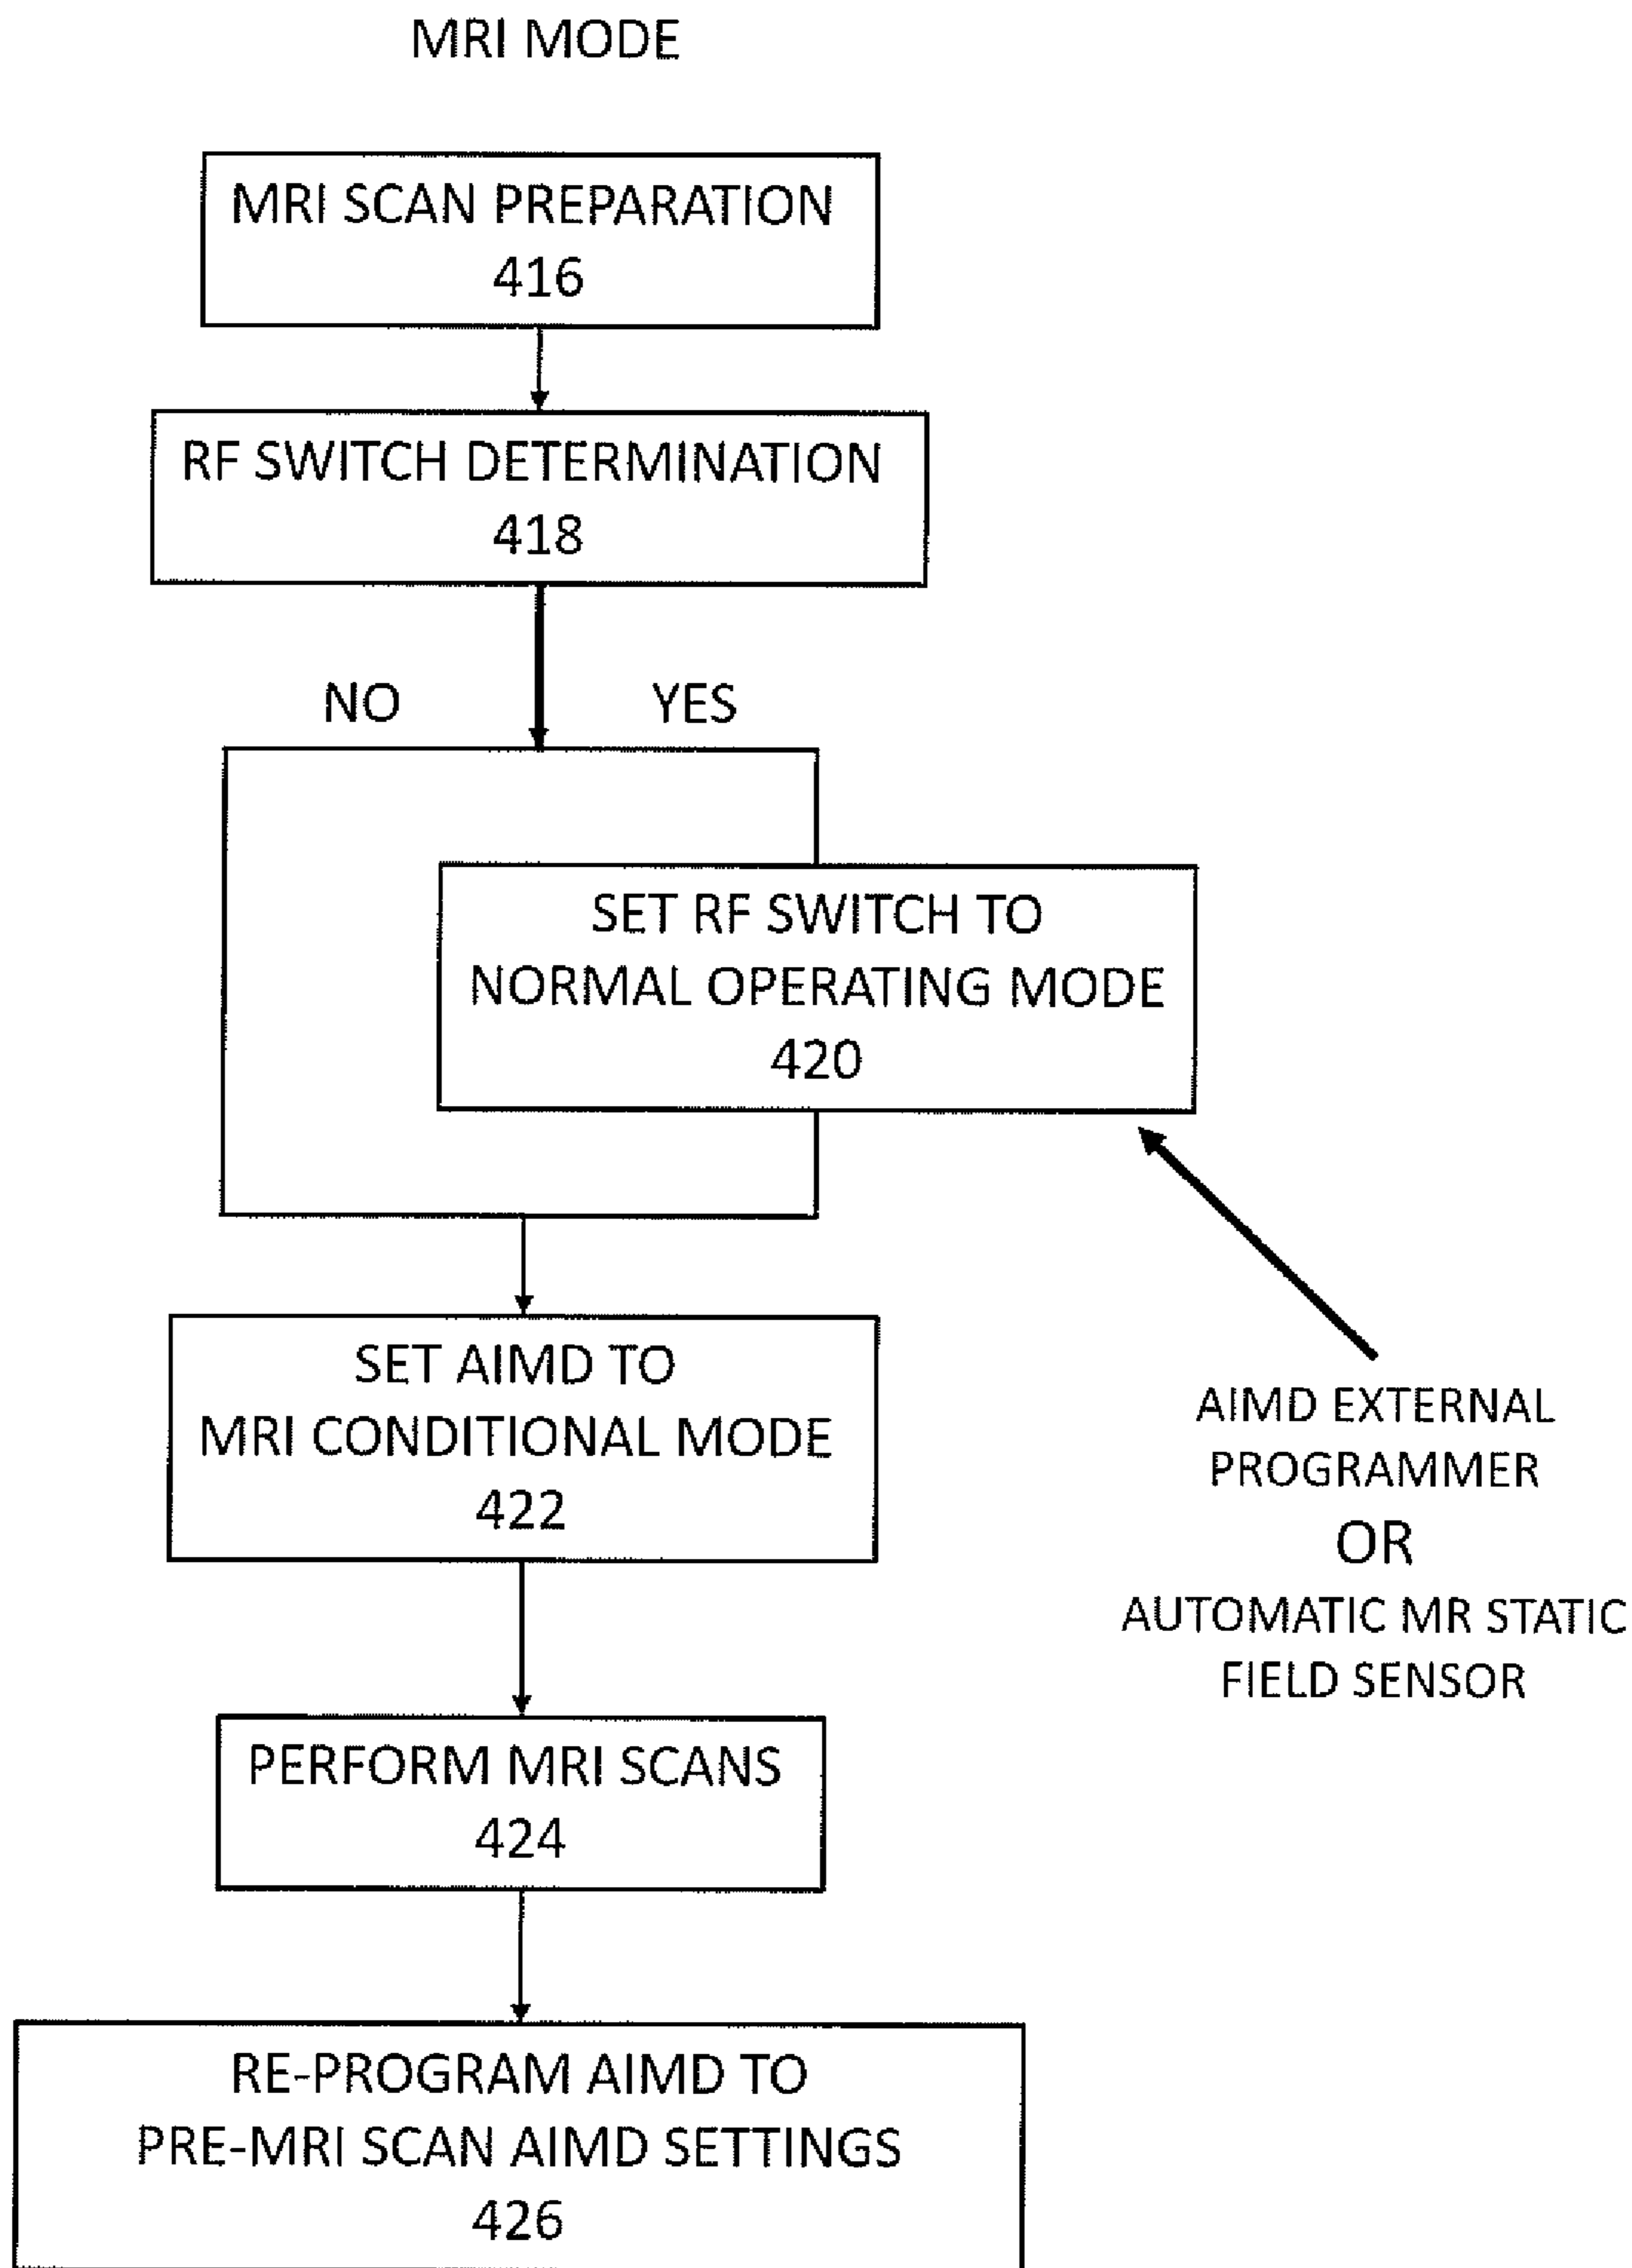 MRI MODE
MRI SCAN PREPARATION
416
RF SWITCH DETERMINATION
418
NO
YES
SET RF SWITCH TO
NORMAL OPERATING MODE
420
SET AIMD TO
MRI CONDITIONAL MODE
422
AIMD EXTERNAL
PROGRAMMER
OR
AUTOMATIC MR STATIC
FIELD SENSOR
PERFORM MRI SCANS
424
RE-PROGRAM AIMD TO
PRE-MRI SCAN AIMD SETTINGS
426